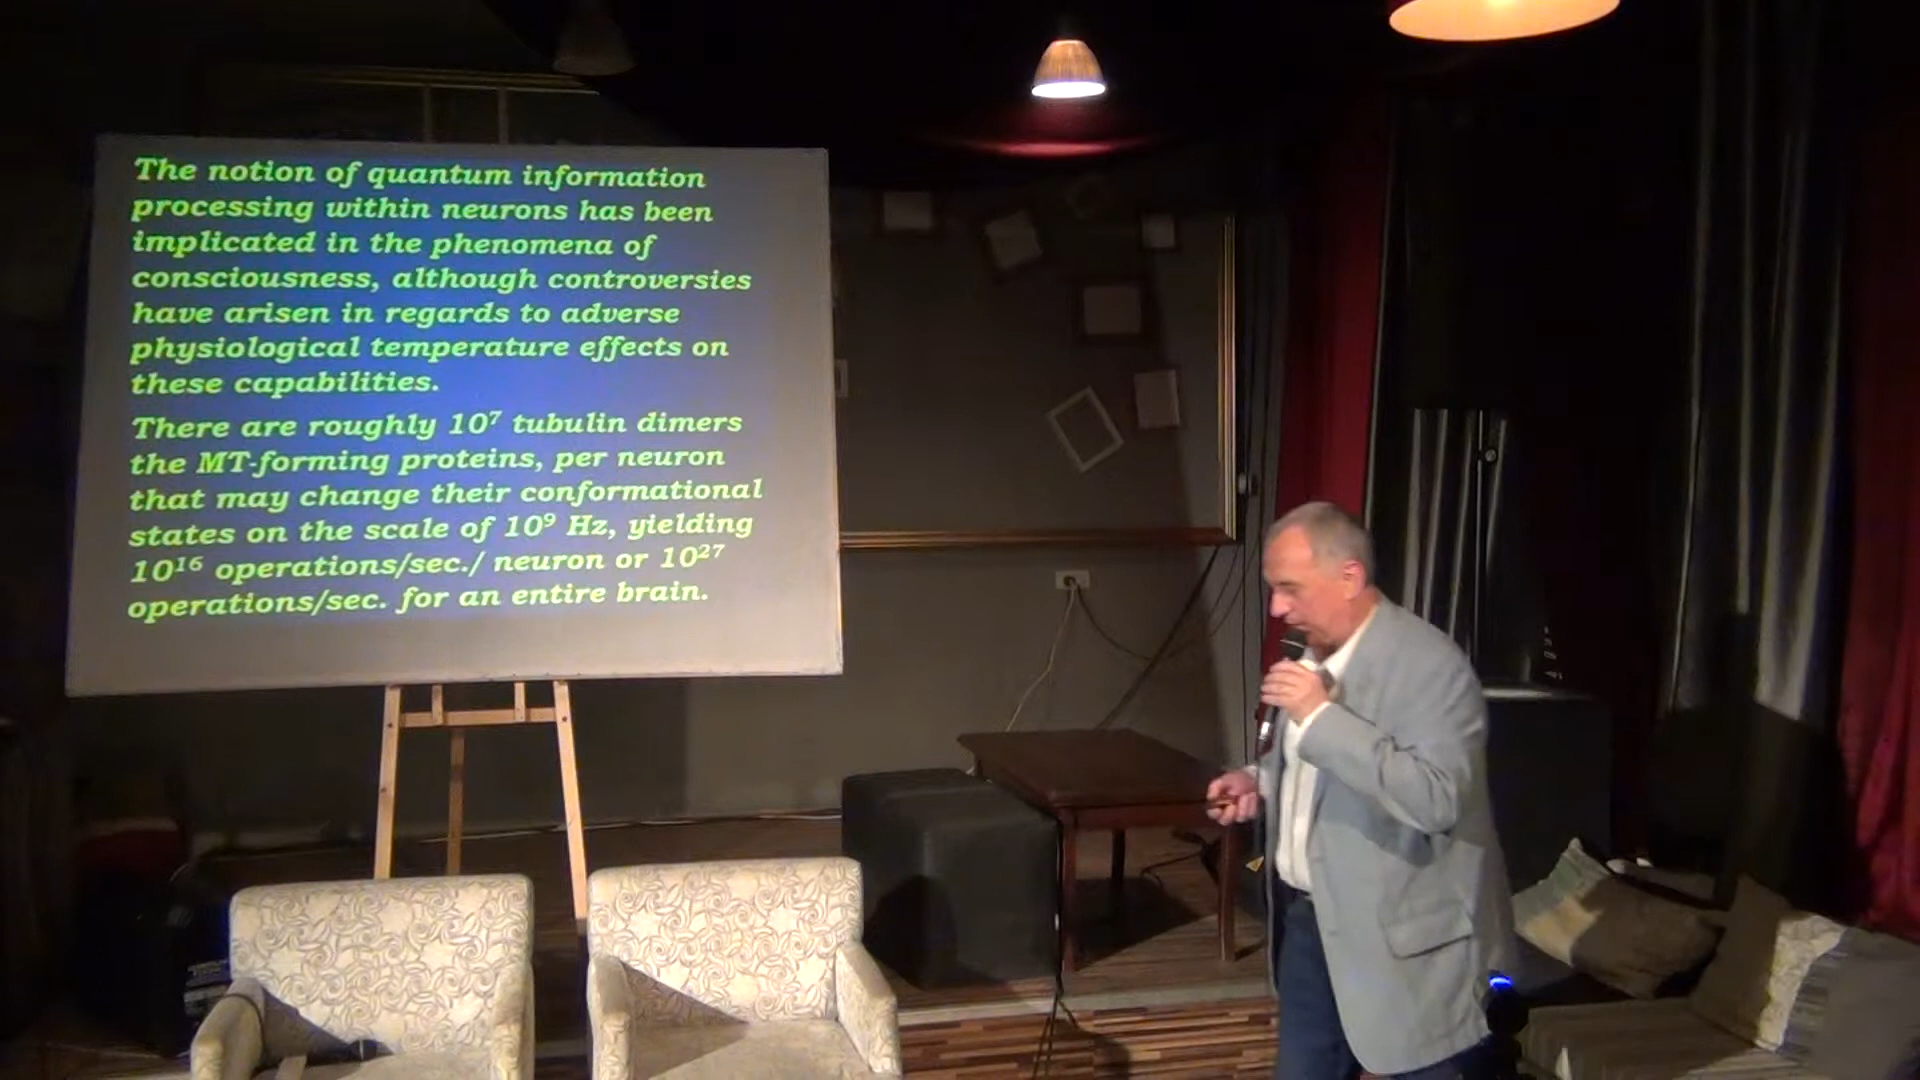 The notion of quantum information
processing within neurons has been
implicated in the phenomena of
consciousness, although controversies
have arisen in regards to adverse
physiological temperature effects on
these capabilities.
There are roughly 10⁷ tubulin dimers
the MT-forming proteins, per neuron
that may change their conformational
states on the scale of 10⁹ Hz, yielding
10¹⁶ operations/sec./ neuron or 10²⁷
operations/sec. for an entire brain.